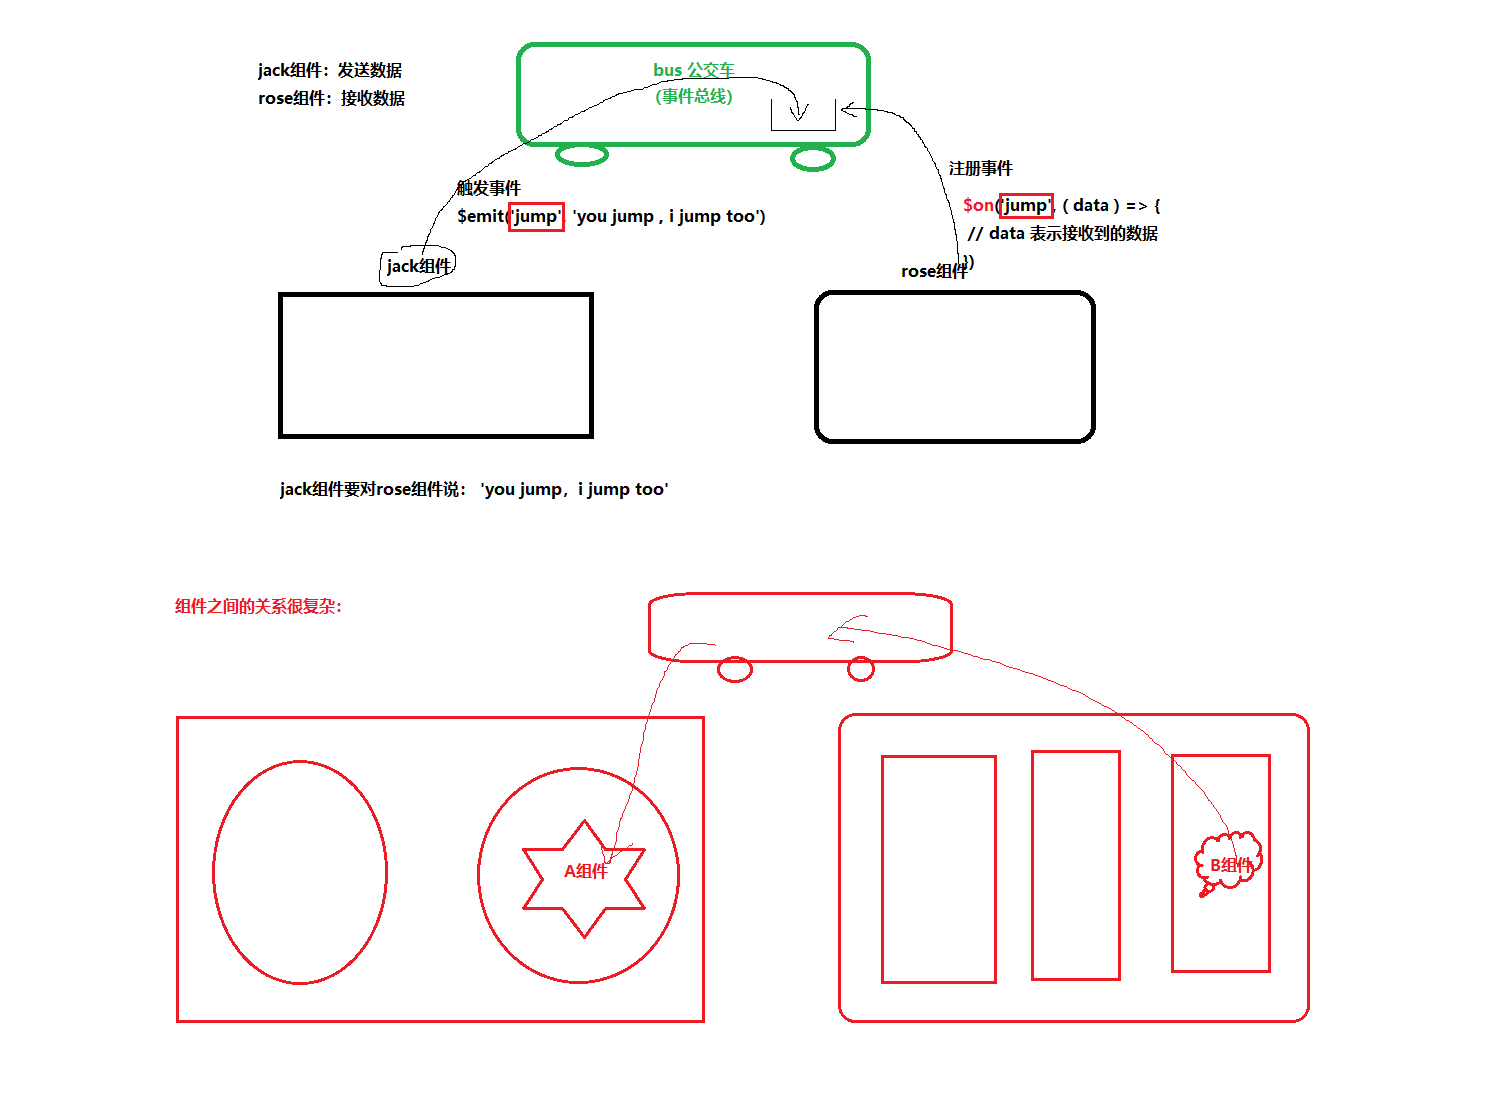 jack组件：发送数据
rose组件：接收数据
bus 公交车
(事件总线)
触发事件
$emit('jump', 'you jump , i jump too')
jack组件
注册事件
$on('jump', ( data ) => {
// data 表示接收到的数据
})
rose组件
jack组件要对rose组件说： 'you jump，i jump too'
组件之间的关系很复杂：
A组件
B组件